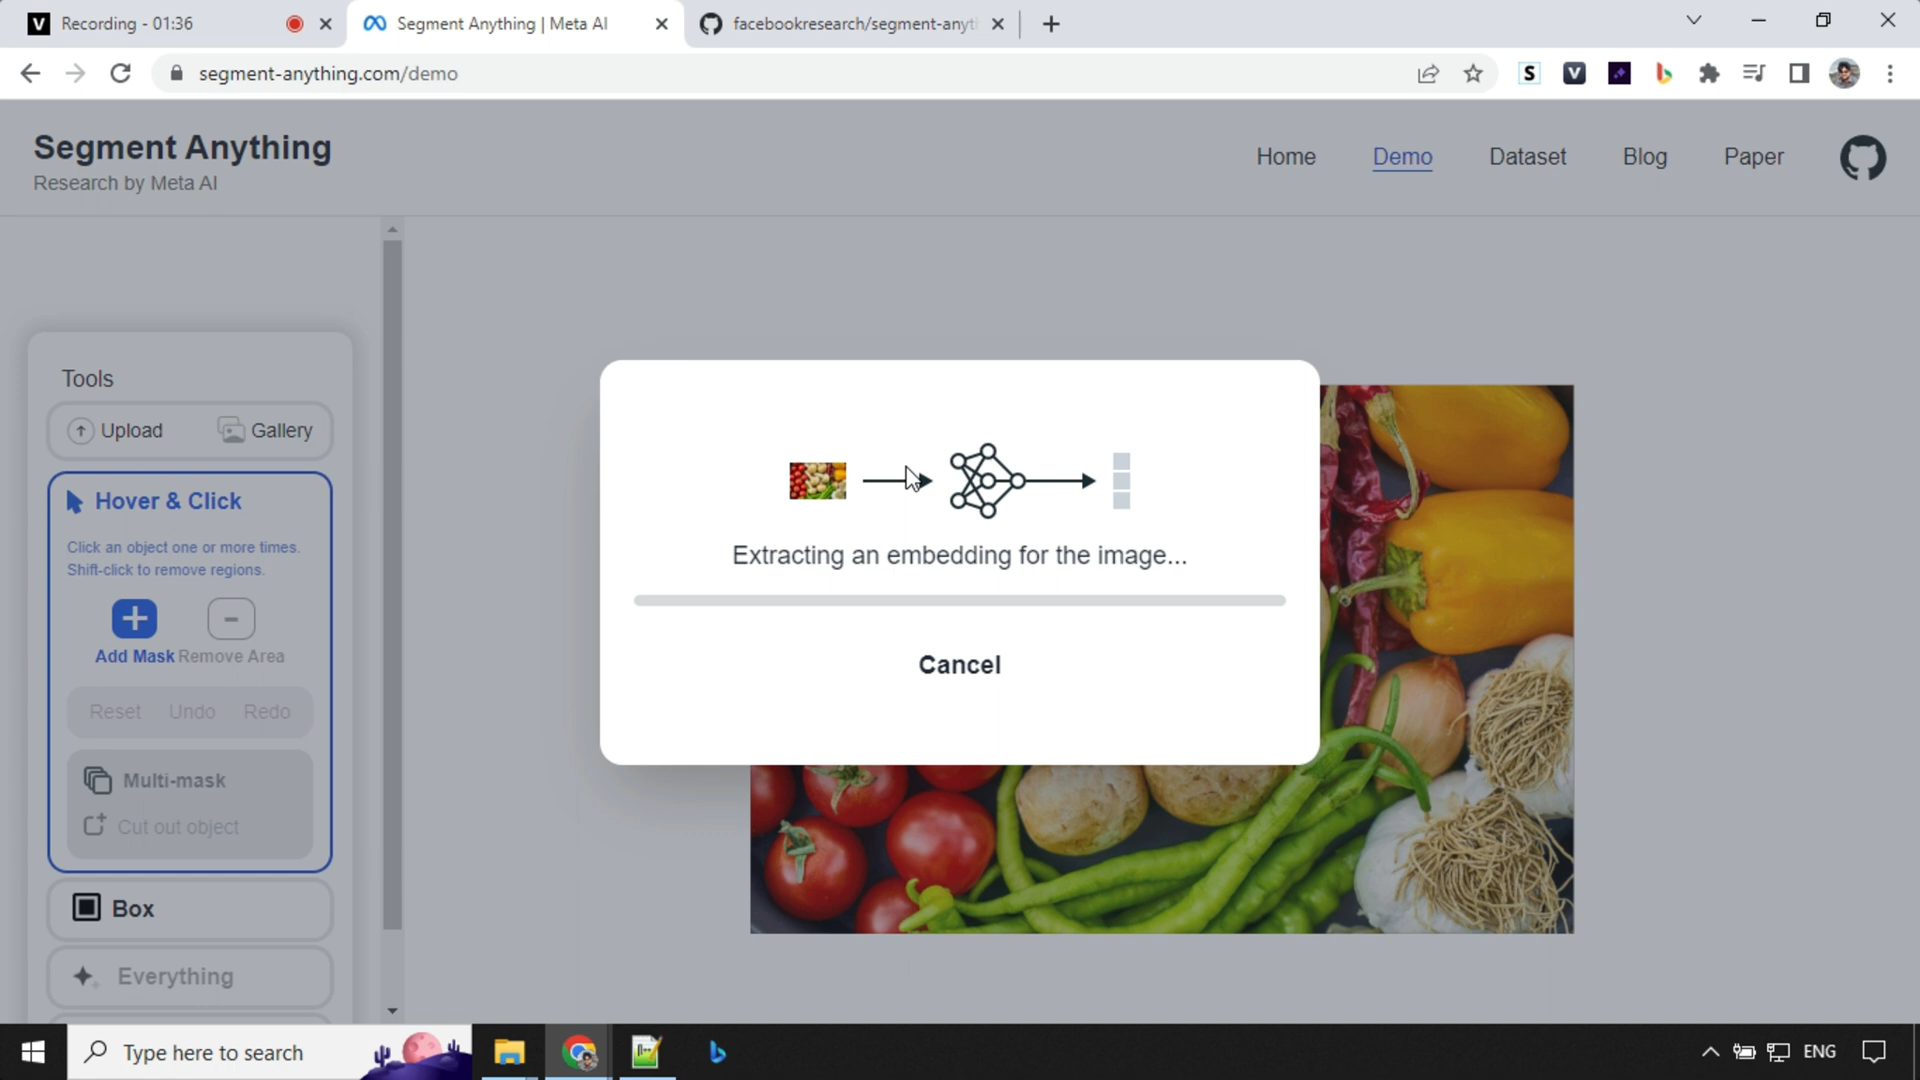 Recording - 01:36
Segment Anything | Meta AI
facebookresearch/segment-anyt
segment-anything.com/demo
Segment Anything
Research by Meta AI
Home
Demo
Dataset
Blog
Paper
Tools
Upload
Gallery
Hover & Click
Click an object one or more times.
Shift-click to remove regions.
Add Mask
Remove Area
Reset
Undo
Redo
Multi-mask
Cut out object
Box
Everything
Extracting an embedding for the image...
Cancel
Type here to search
ENG